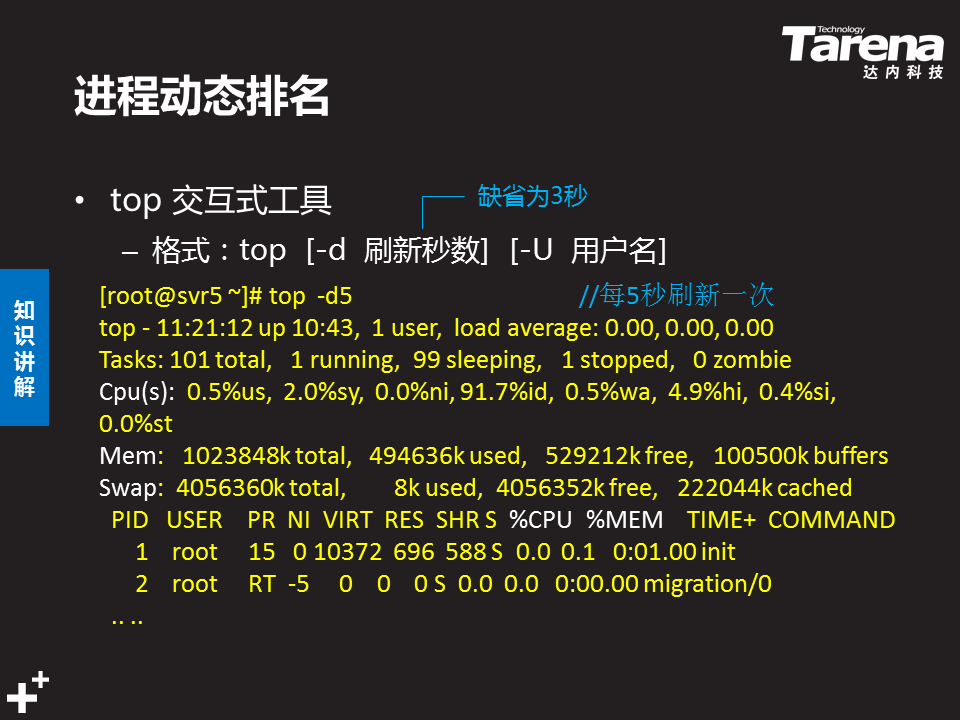 Technology
Tarena
达内科技
进程动态排名
• top 交互式工具
缺省为3秒
– 格式：top [-d 刷新秒数] [-U 用户名]
[root@svr5 ~]# top -d5 //每5秒刷新一次
top - 11:21:12 up 10:43, 1 user, load average: 0.00, 0.00, 0.00
Tasks: 101 total, 1 running, 99 sleeping, 1 stopped, 0 zombie
Cpu(s): 0.5%us, 2.0%sy, 0.0%ni, 91.7%id, 0.5%wa, 4.9%hi, 0.4%si,
0.0%st
Mem: 1023848k total, 494636k used, 529212k free, 100500k buffers
Swap: 4056360k total, 8k used, 4056352k free, 222044k cached
PID USER PR NI VIRT RES SHR S %CPU %MEM TIME+ COMMAND
1 root 15 0 10372 696 588 S 0.0 0.1 0:01.00 init
2 root RT -5 0 0 0 S 0.0 0.0 0:00.00 migration/0
.. ..
知
识
讲
解